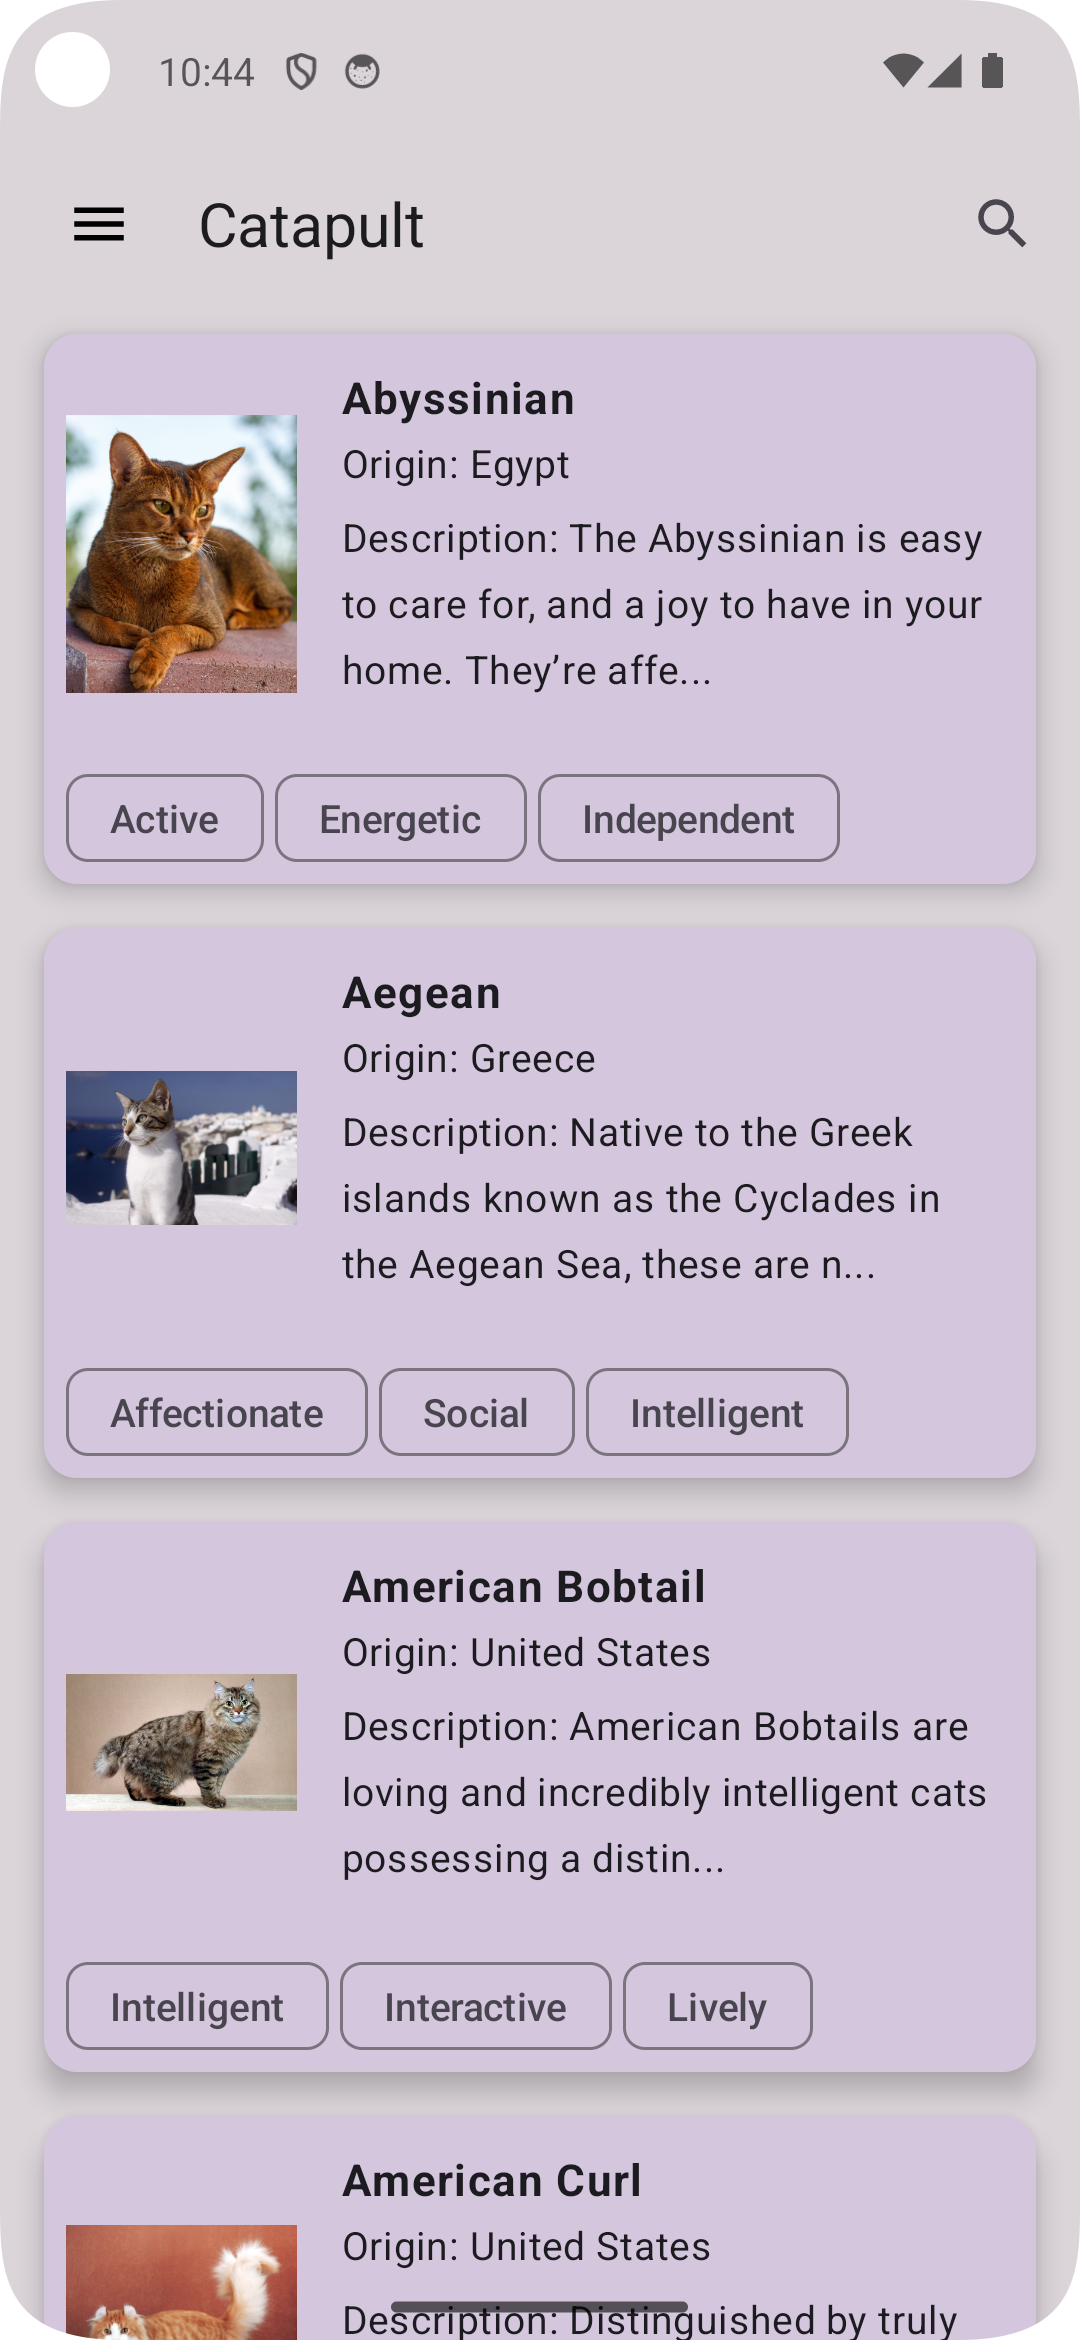 10:44
Catapult
Abyssinian
Origin: Egypt
Description: The Abyssinian is easy
to care for, and a joy to have in your
home. They’re affe...
Active Energetic Independent
Aegean
Origin: Greece
Description: Native to the Greek
islands known as the Cyclades in
the Aegean Sea, these are n...
Affectionate Social Intelligent
American Bobtail
Origin: United States
Description: American Bobtails are
loving and incredibly intelligent cats
possessing a distin...
Intelligent Interactive Lively
American Curl
Origin: United States
Description: Distinguished by truly